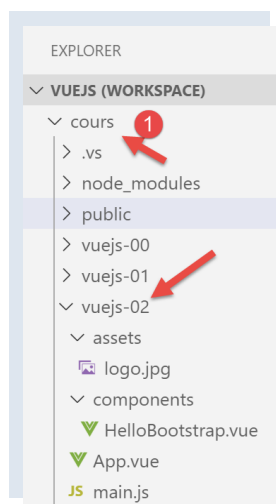 EXPLORER
VUEJS (WORKSPACE)
cours 1
.vs
node_modules
public
vuejs-00
vuejs-01
vuejs-02
assets
logo.jpg
components
HelloBootstrap.vue
App.vue
JS main.js